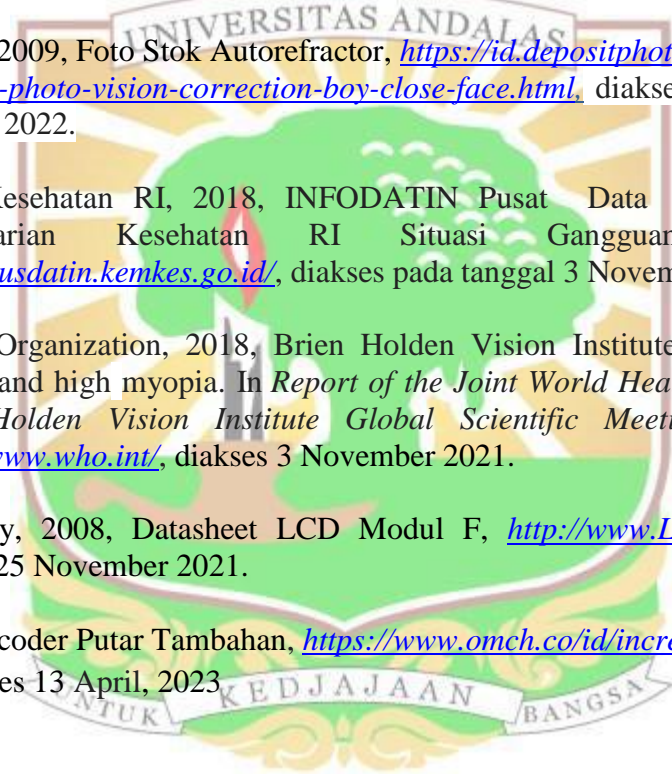 UNIVERSITAS ANDALAS
2009, Foto Stok Autorefractor, https://id.depositphot
-photo-vision-correction-boy-close-face.html, diakse
2022.
Kesehatan RI, 2018, INFODATIN Pusat Data
arian Kesehatan RI Situasi Ganggua
usdatin.kemkes.go.id/, diakses pada tanggal 3 Novem
Organization, 2018, Brien Holden Vision Institute
and high myopia. In Report of the Joint World Hea
Holden Vision Institute Global Scientific Meeti
www.who.int/, diakses 3 November 2021.
y, 2008, Datasheet LCD Modul F, http://www.L
25 November 2021.
coder Putar Tambahan, https://www.omch.co/id/incre
es 13 April, 2023
UNTUK KEDJAJAAN BANGSA